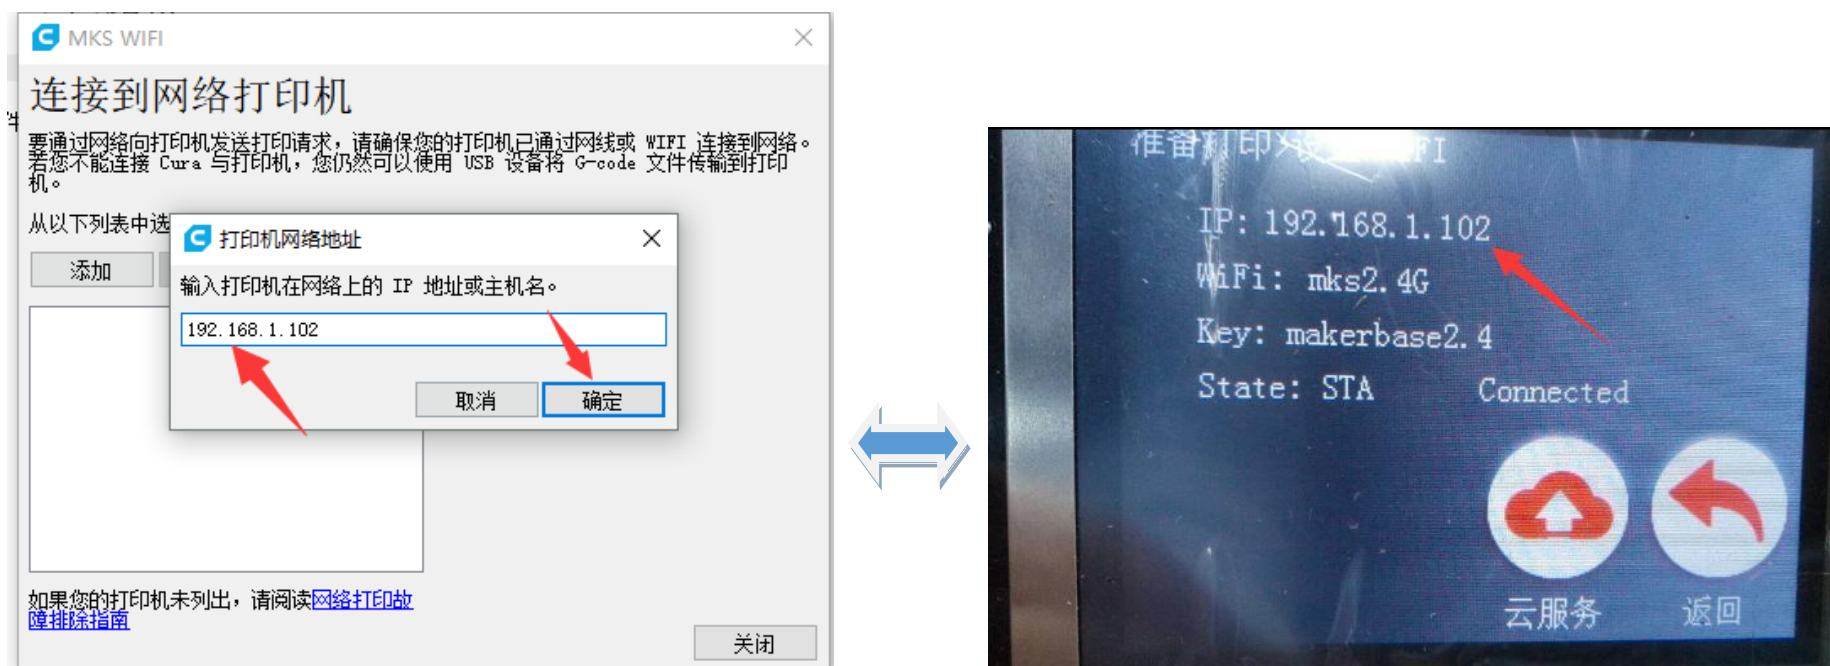 MKS WIFI
连接到网络打印机
要通过网络向打印机发送打印请求，请确保您的打印机已通过网线或 WIFI 连接到网络。
若您不能连接 Cura 与打印机，您仍然可以使用 USB 设备将 G-code 文件传输到打印
机。
从以下列表中选
添加
打印机网络地址
输入打印机在网络上的 IP 地址或主机名。
192.168.1.102
取消
确定
如果您的打印机未列出，请阅读网络打印故
障排除指南
关闭
准备打印
IP: 192.168.1.102
WiFi: mks2.4G
Key: makerbase2.4
State: STA Connected
云服务
返回